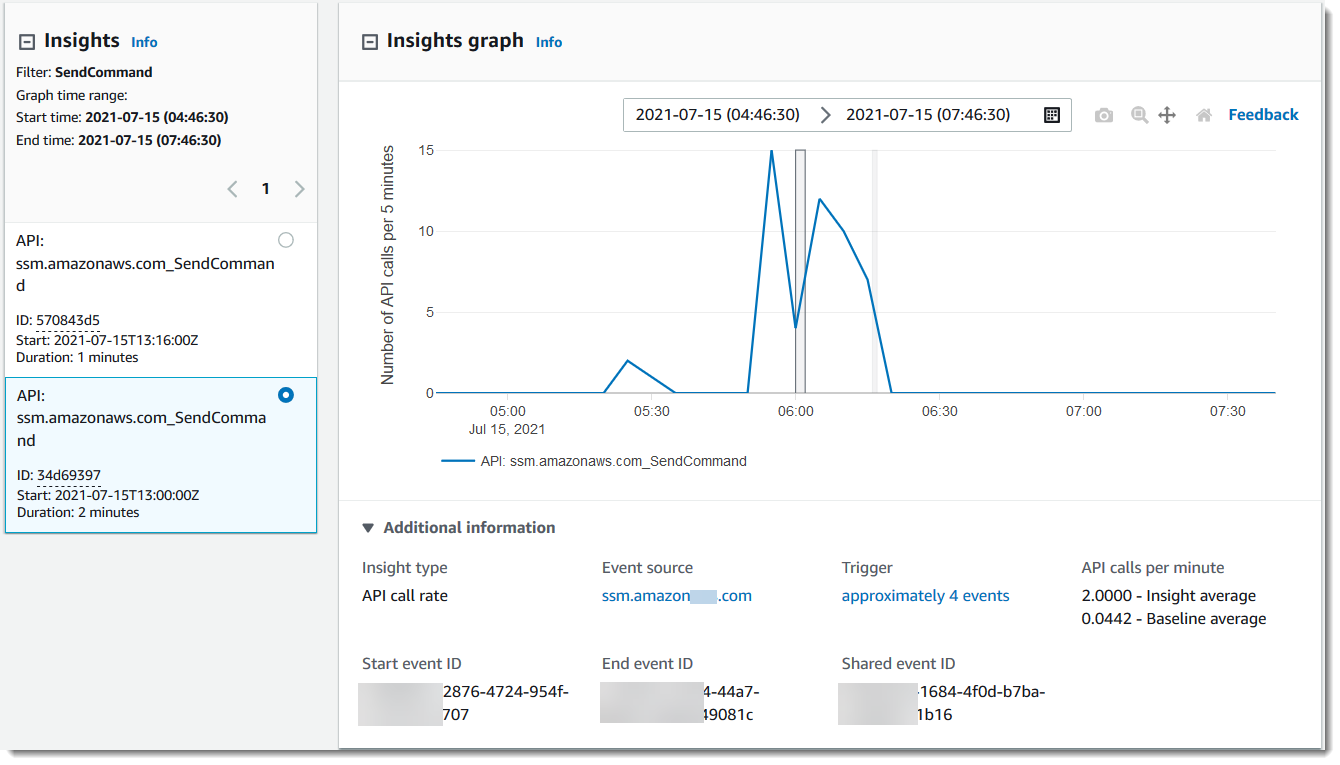 Insights Info
Filter: SendCommand
Graph time range:
Start time: 2021-07-15 (04:46:30)
End time: 2021-07-15 (07:46:30)
1
API:
ssm.amazonaws.com_SendComman
d
ID: 570843d5
Start: 2021-07-15T13:16:00Z
Duration: 1 minutes
API:
ssm.amazonaws.com_SendComma
nd
ID: 34d69397
Start: 2021-07-15T13:00:00Z
Duration: 2 minutes
Insights graph Info
2021-07-15 (04:46:30) 2021-07-15 (07:46:30) Feedback
Number of API calls per 5 minutes
15
10
5
0
05:00 05:30 06:00 06:30 07:00 07:30
Jul 15, 2021
API: ssm.amazonaws.com_SendCommand
Additional information
Insight type Event source Trigger API calls per minute
API call rate ssm.amazon .com approximately 4 events 2.0000 - Insight average
0.0442 - Baseline average
Start event ID End event ID Shared event ID
2876-4724-954f- 4-44a7- -1684-4f0d-b7ba-
707 49081c 1b16